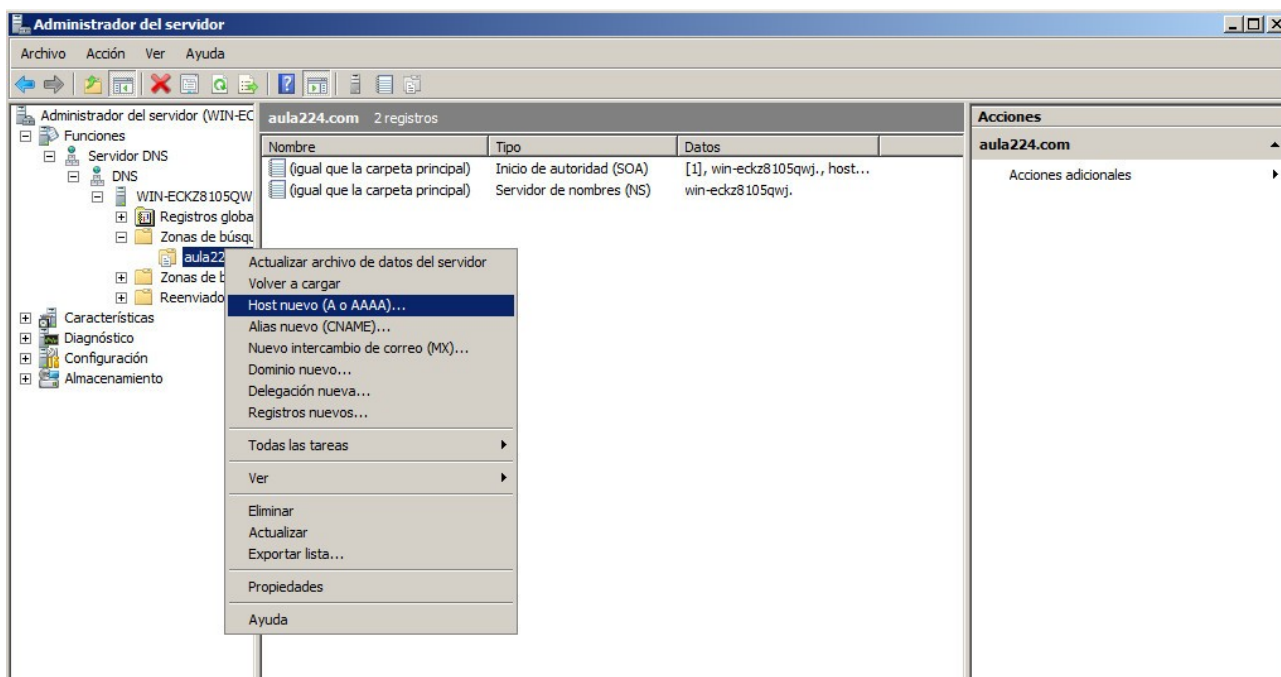 Administrador del servidor
Archivo Acción Ver Ayuda
Administrador del servidor (WIN-EC
Funciones
Servidor DNS
DNS
WIN-ECKZ8105QW
Registros globa
Zonas de búsqu
aula22
Zonas de b
Reenviado
Características
Diagnóstico
Configuración
Almacenamiento
aula224.com 2 registros
Nombre Tipo Datos
(igual que la carpeta principal) Inicio de autoridad (SOA) [1], win-eckz8105qwj., host...
(igual que la carpeta principal) Servidor de nombres (NS) win-eckz8105qwj.
Actualizar archivo de datos del servidor
Volver a cargar
Host nuevo (A o AAAA)...
Alias nuevo (CNAME)...
Nuevo intercambio de correo (MX)...
Dominio nuevo...
Delegación nueva...
Registros nuevos...
Todas las tareas
Ver
Eliminar
Actualizar
Exportar lista...
Propiedades
Ayuda
Acciones
aula224.com
Acciones adicionales